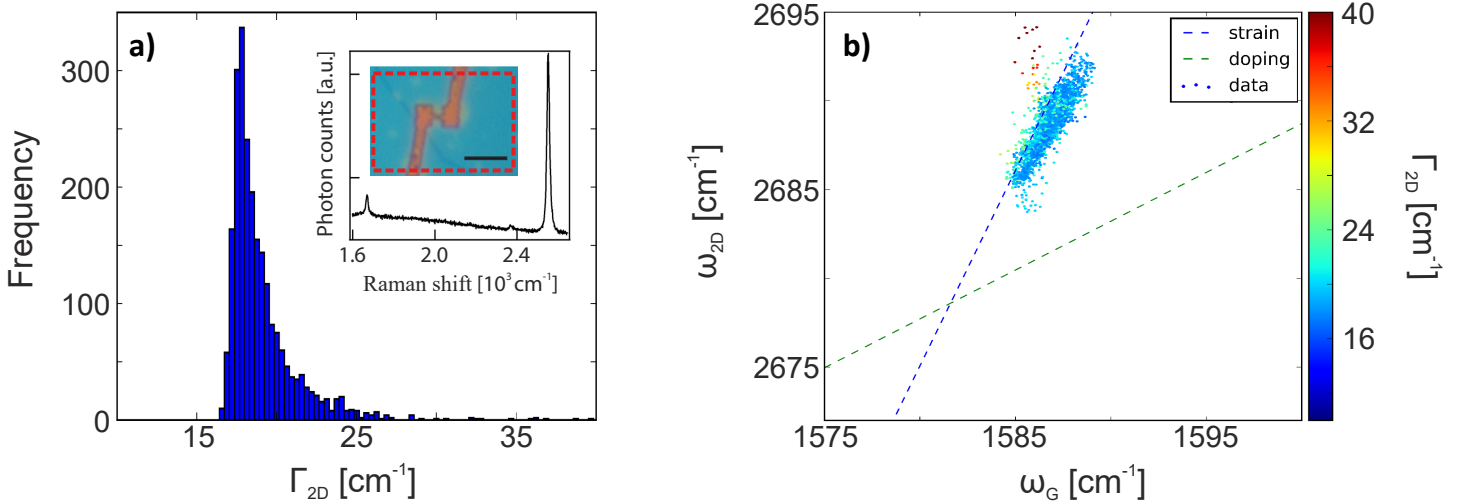 a)
Frequency
300
200
100
0
15
25
35
Γ2D [cm-1]
Photon counts [a.u.]
1.6
2.0
2.4
Raman shift [10³ cm-1]
b)
ω2D [cm-1]
2695
2685
2675
1575
1585
1595
ωG [cm-1]
strain
doping
data
40
32
24
16
Γ2D [cm-1]